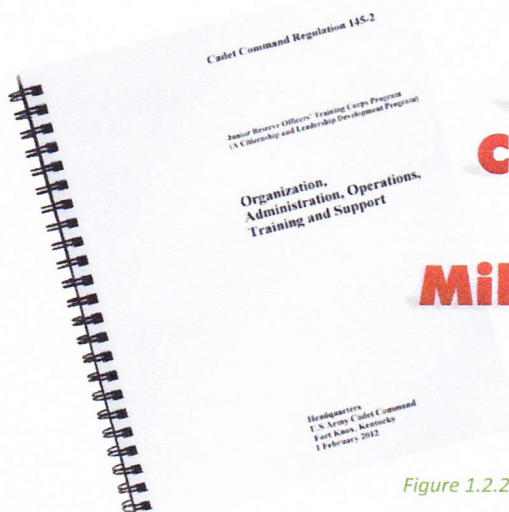 Cadet Command Regulation 145-2
Junior Reserve Officers' Training Corps Program
(A Citizenship and Leadership Development Program)
Organization,
Administration, Operations,
Training and Support
C
Mil
Headquarters
U.S Army Cadet Command
Fort Knox, Kentucky
1 February 2012
Figure 1.2.2